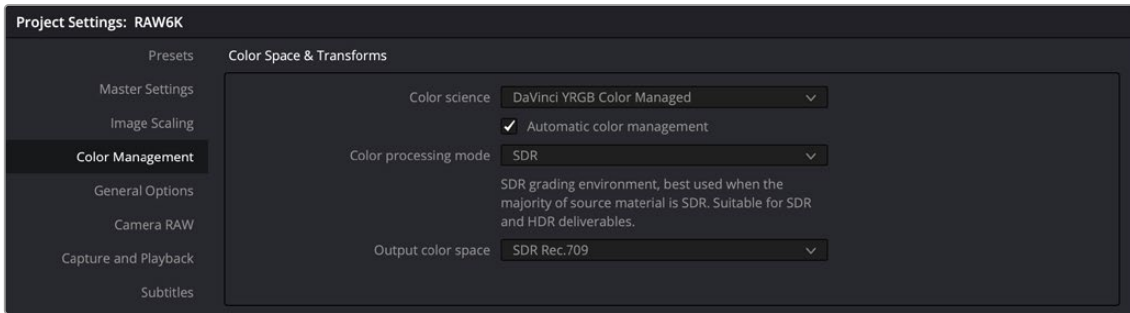 Project Settings: RAW6K
Presets
Color Space & Transforms
Master Settings
Color science DaVinci YRGB Color Managed
Image Scaling
Automatic color management
Color Management
Color processing mode SDR
General Options
SDR grading environment, best used when the
majority of source material is SDR. Suitable for SDR
and HDR deliverables.
Camera RAW
Capture and Playback
Output color space SDR Rec.709
Subtitles